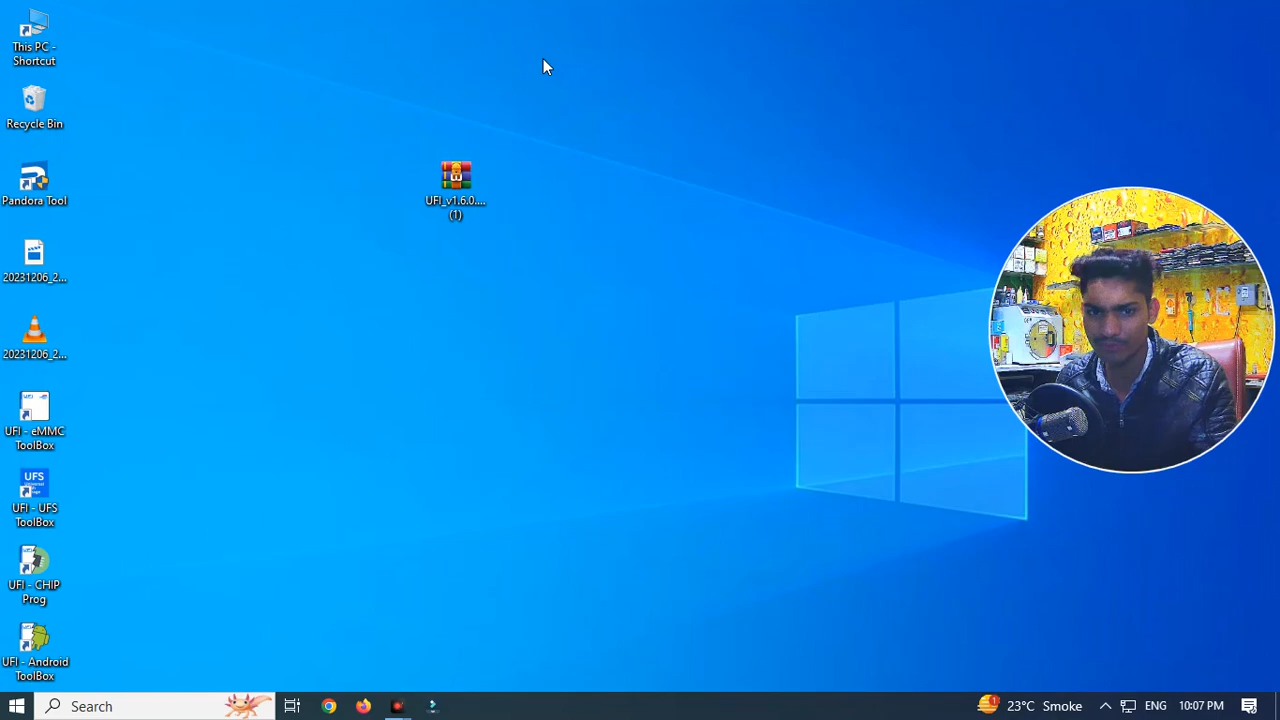 This PC -
Shortcut
Recycle Bin
Pandora Tool
20231206_2...
20231206_2...
UFI - eMMC
ToolBox
UFS
UFI - UFS
ToolBox
UFI - CHIP
Prog
UFI - Android
ToolBox
UFI_v1.6.0....
(1)
Search
1
23°C Smoke
ENG
10:07 PM